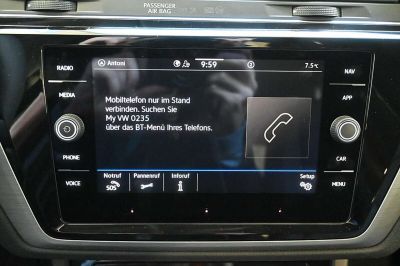 PASSENGER
AIR BAG
RADIO
MEDIA
PHONE
VOICE
Antoni
9:59
7.5°C
Mobiltelefon nur im Stand
verbinden. Suchen Sie
My VW 0235
über das BT-Menü Ihres Telefons.
Notruf
SOS
Pannenruf
Inforuf
i
Setup
NAV
APP
CAR
MENU